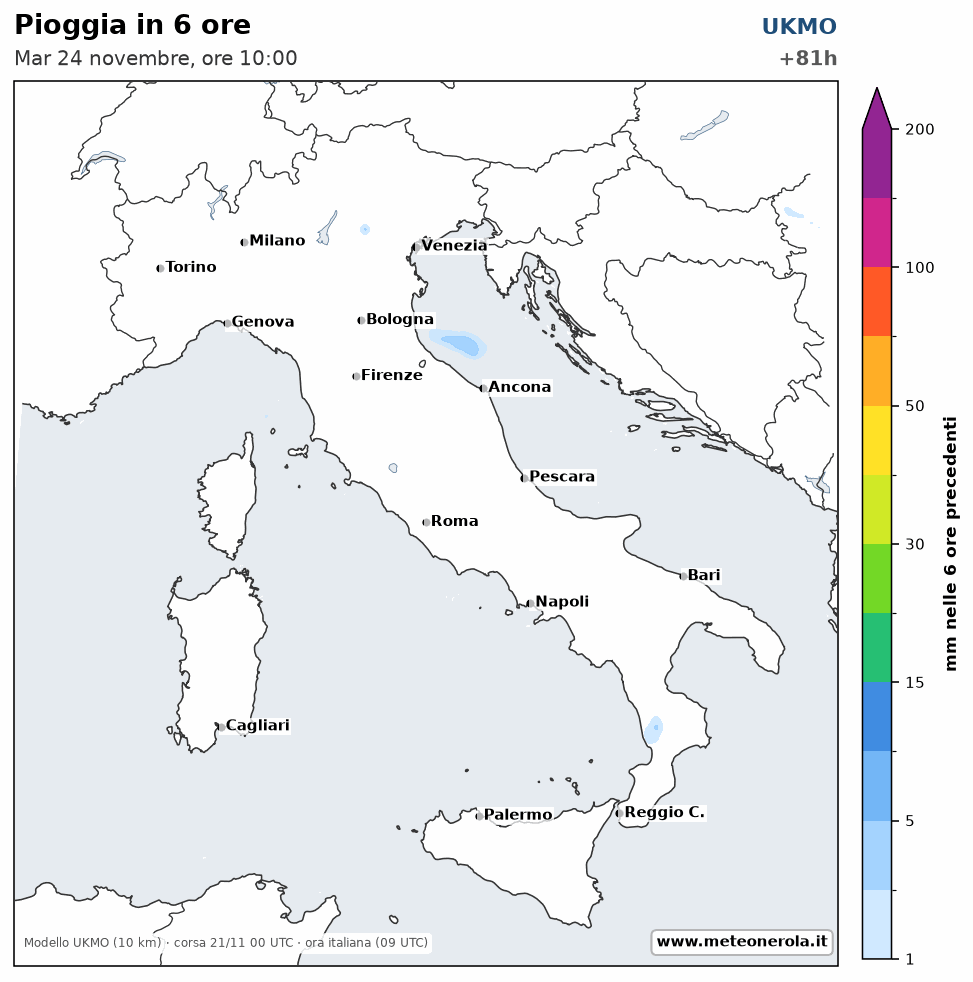 Pioggia in 6 ore
UKMO
Mar 24 novembre, ore 10:00
+81h
200
Venezia
Milano
Torino
100
Genova
Bologna
Firenze
Ancona
50
mm nelle 6 ore precedenti
Pescara
Roma
30
Bari
Napoli
15
Cagliari
Reggio C.
Palermo
5
Modello UKMO (10 km) · corsa 21/11 00 UTC · ora italiana (09 UTC)
www.meteonerola.it
1